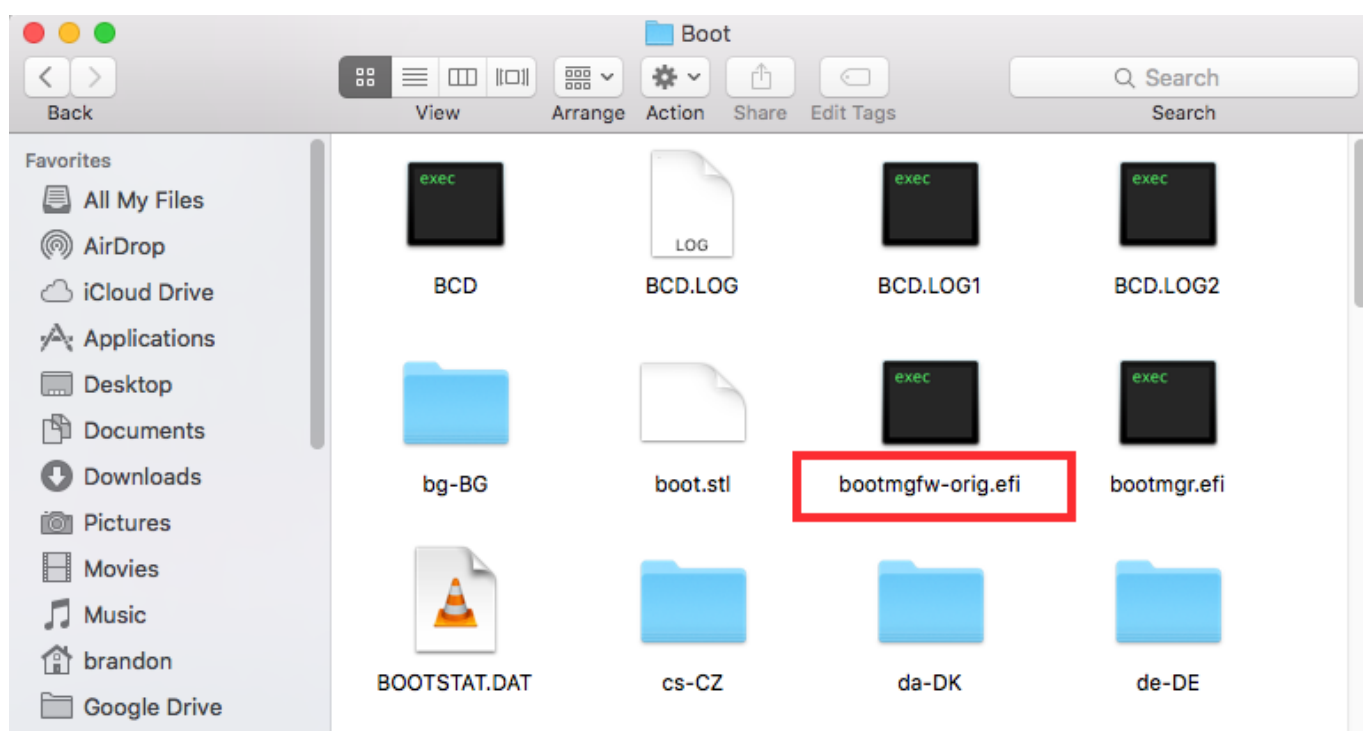 Boot
Back
View
Arrange
Action
Share
Edit Tags
Search
Search
Favorites
All My Files
AirDrop
iCloud Drive
Applications
Desktop
Documents
Downloads
Pictures
Movies
Music
brandon
Google Drive
exec
LOG
exec
exec
BCD
BCD.LOG
BCD.LOG1
BCD.LOG2
exec
exec
bg-BG
boot.stl
bootmgfw-orig.efi
bootmgr.efi
BOOTSTAT.DAT
cs-CZ
da-DK
de-DE